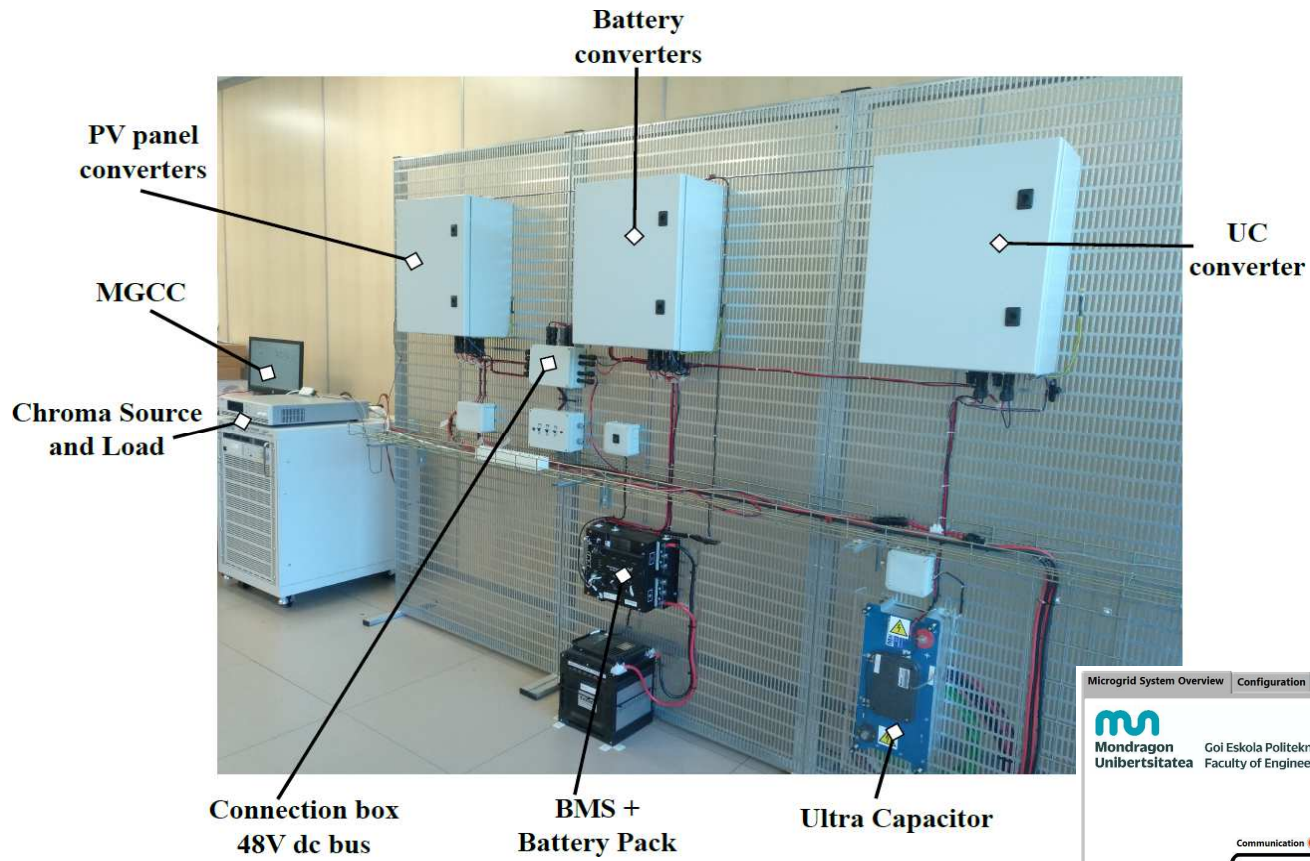 Battery
converters
PV panel
converters
UC
converter
MGCC
Chroma Source
and Load
Connection box
48V dc bus
BMS +
Battery Pack
Ultra Capacitor
Microgrid System Overview
Configuration
Mondragon
Unibertsitatea
Goi Eskola Politekn
Faculty of Engine
Communication